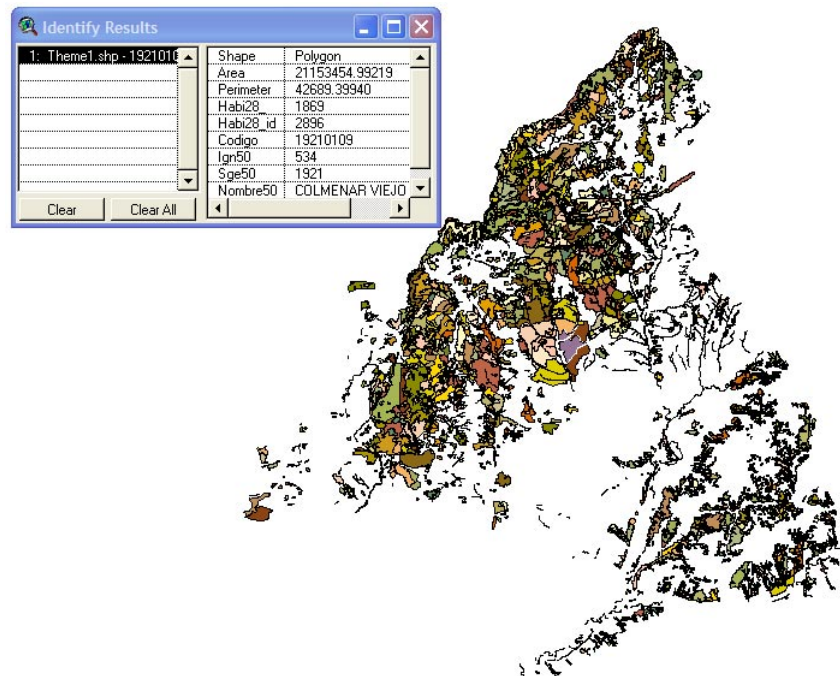 Identify Results
1: Theme1.shp - 1921010
Shape Polygon
Area 21153454.99219
Perimeter 42689.39940
Habi28_ 1869
Habi28_id 2896
Codigo 19210109
Ign50 534
Sge50 1921
Nombre50 COLMENAR VIEJO
Clear Clear All